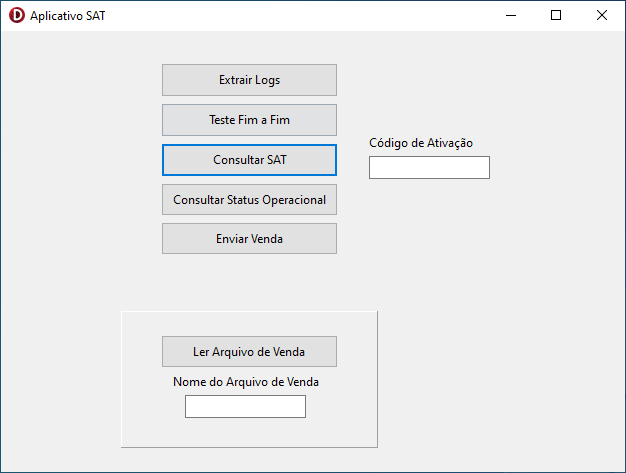 Aplicativo SAT
Extrair Logs
Teste Fim a Fim
Código de Ativação
Consultar SAT
Consultar Status Operacional
Enviar Venda
Ler Arquivo de Venda
Nome do Arquivo de Venda